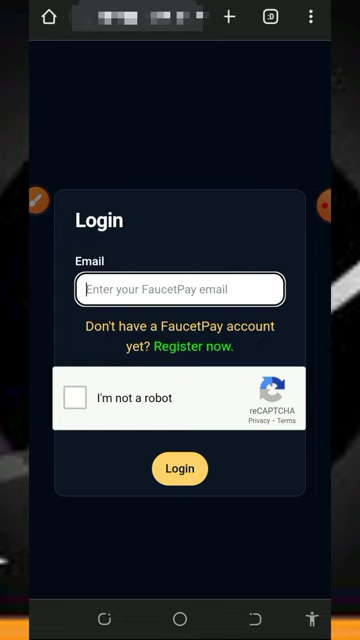 :D
Login
Email
Enter your FaucetPay email
Don't have a FaucetPay account
yet? Register now.
I'm not a robot
reCAPTCHA
Privacy - Terms
Login